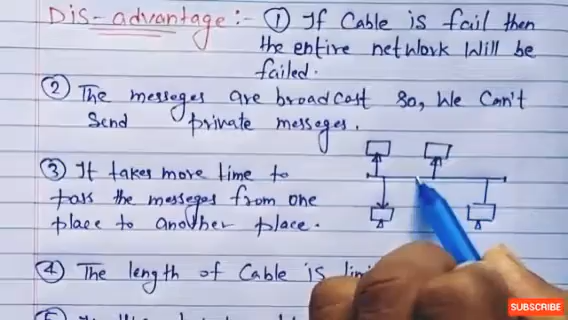 Dis-advantage :- ① If Cable is fail then
the entire network will be
failed.
② The messeges are broadcast so, We Can't
Send private messeges.
③ It takes more time to
pass the messeges from one
place to another place.
④ The length of Cable is
⑤
SUBSCRIBE